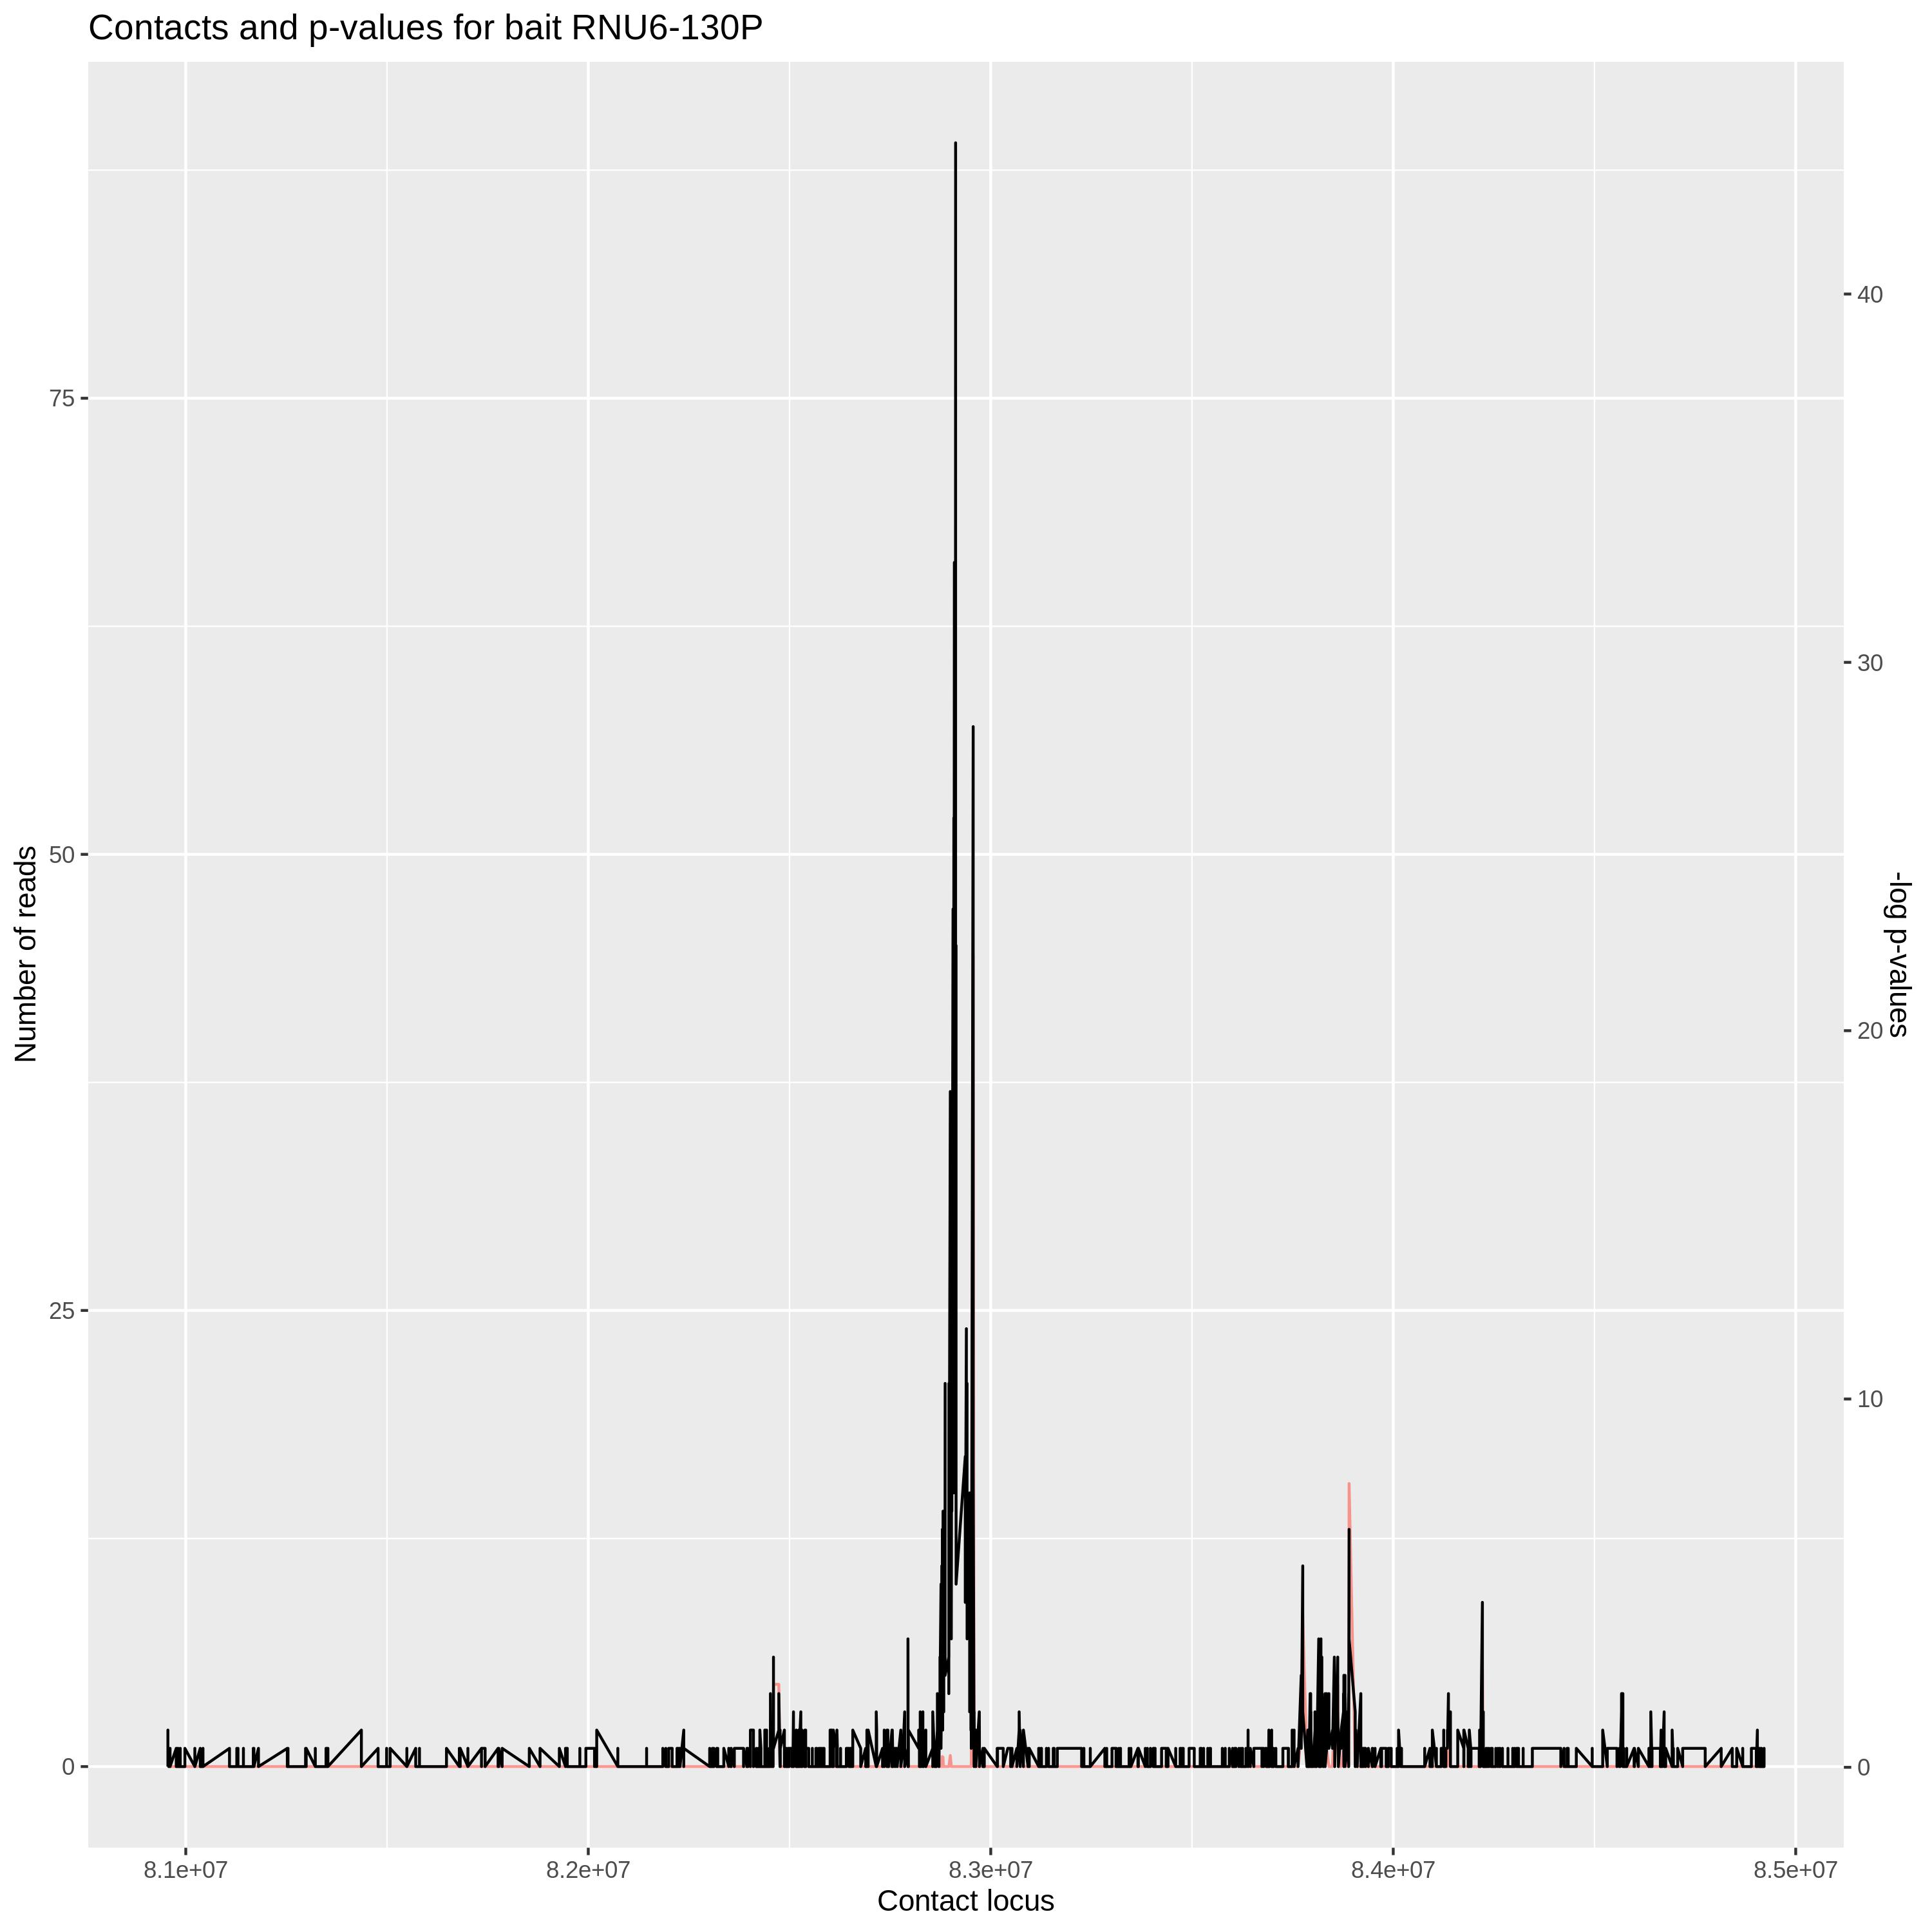 Contacts and p-values for bait RNU6-130P
Number of reads
75
50
25
0
40
30
20
10
0
-log p-values
8.1e+07
8.2e+07
8.3e+07
8.4e+07
8.5e+07
Contact locus